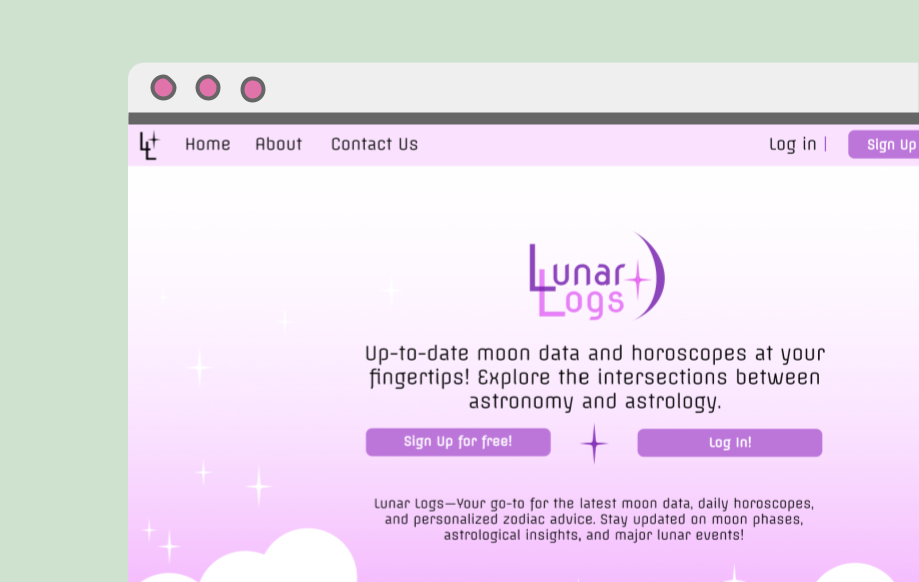 Home About Contact Us Log in | Sign Up
Lunar
Logs
Up-to-date moon data and horoscopes at your
fingertips! Explore the intersections between
astronomy and astrology.
Sign Up for free! Log In!
Lunar Logs—Your go-to for the latest moon data, daily horoscopes,
and personalized zodiac advice. Stay updated on moon phases,
astrological insights, and major lunar events!